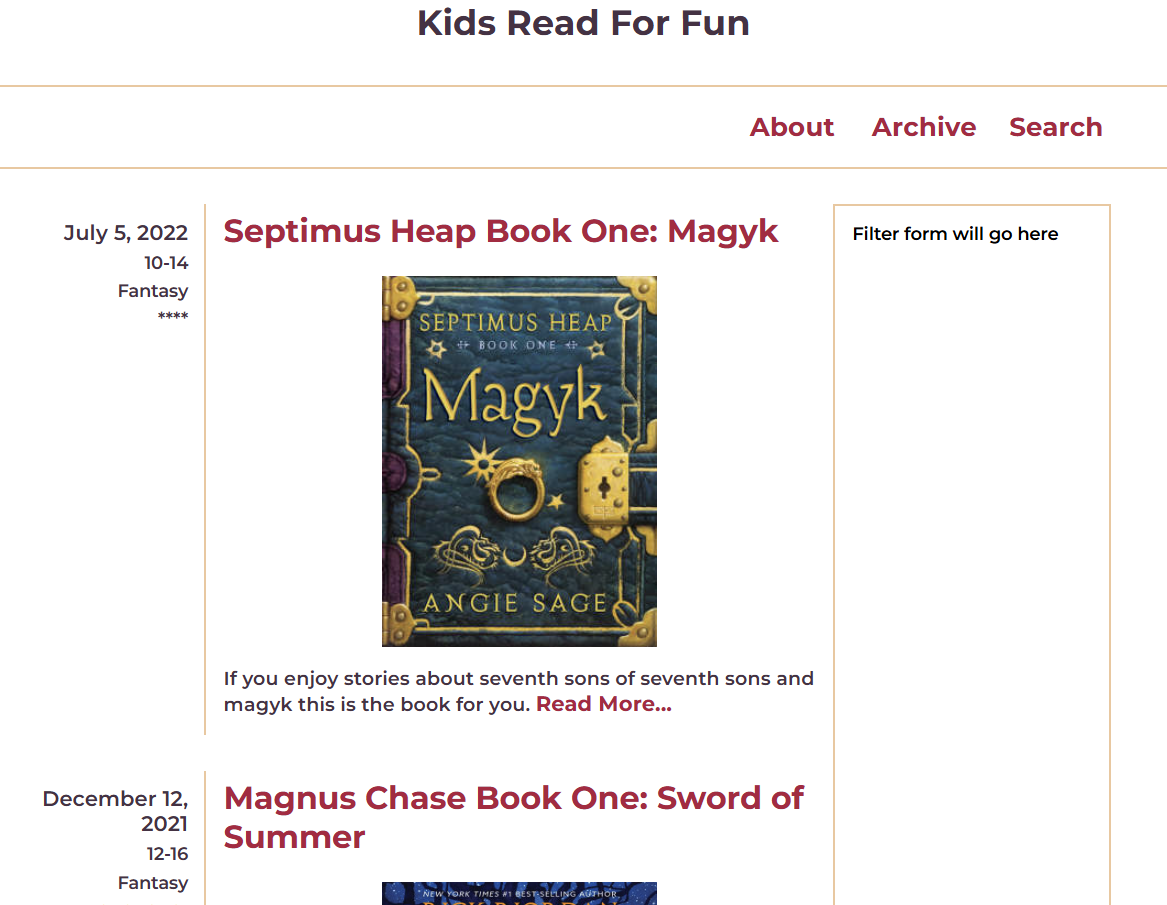 Kids Read For Fun
About Archive Search
July 5, 2022
10-14
Fantasy
****
Septimus Heap Book One: Magyk
SEPTIMUS HEAP
BOOK ONE
Magyk
ANGIE SAGE
If you enjoy stories about seventh sons of seventh sons and
magyk this is the book for you. Read More...
Filter form will go here
December 12,
2021
12-16
Fantasy
Magnus Chase Book One: Sword of
Summer
NEW YORK TIMES #1 BEST-SELLING AUTHOR
RICK RIORDAN